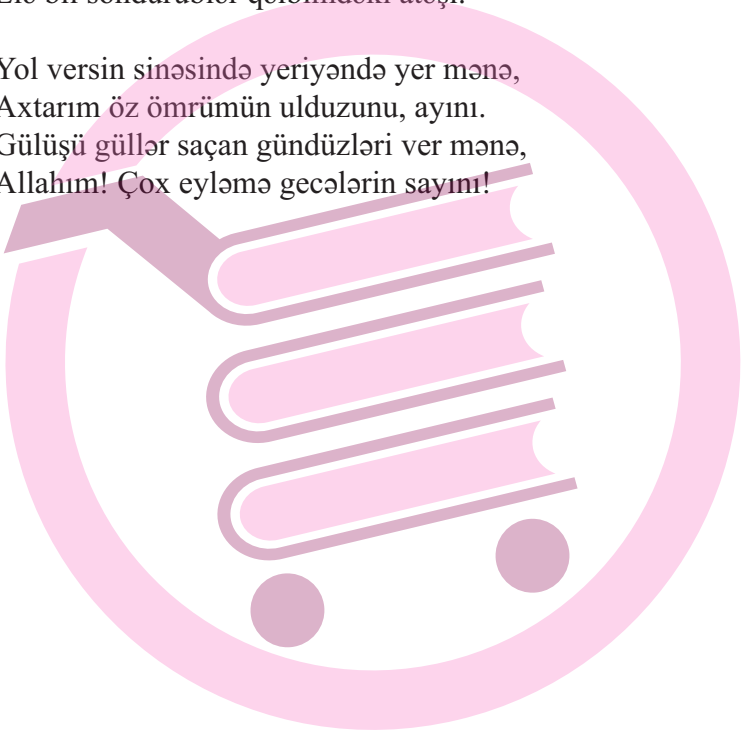 Yol versin sinəsində yeriyəndə yer mənə,
Axtarım öz ömrümün ulduzunu, ayını.
Gülüşü güllər saçan gündüzləri ver mənə,
Allahım! Çox eyləmə gecələrin sayını!